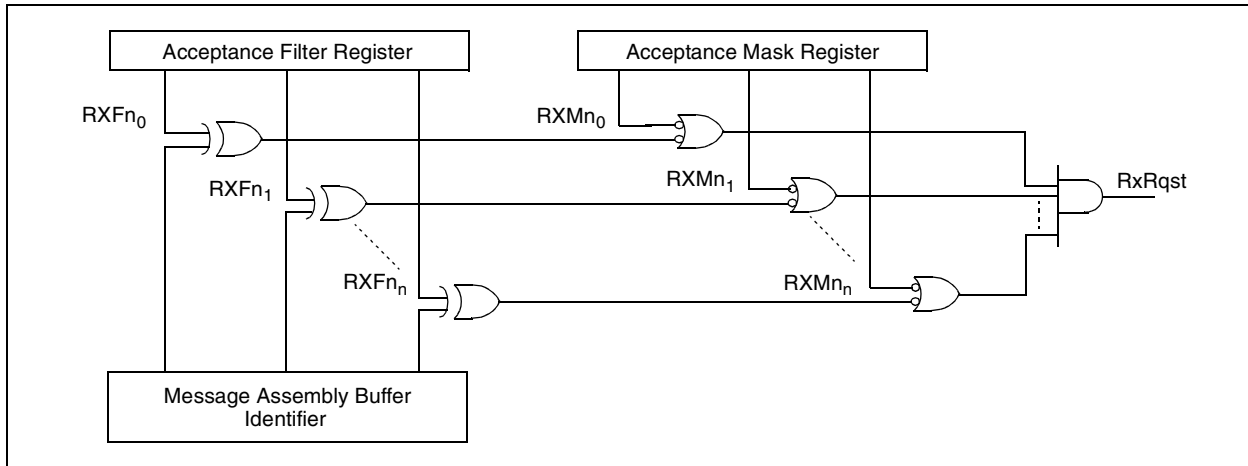 Acceptance Filter Register
Acceptance Mask Register
RXFn0
RXMn0
RXFn1
RXMn1
RxRqst
RXFnn
RXMnn
Message Assembly Buffer
Identifier